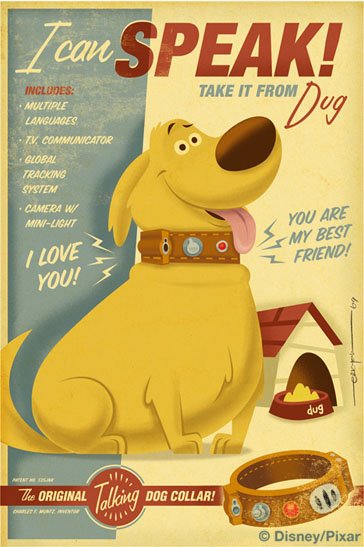 I can SPEAK!
TAKE IT FROM
Dug
INCLUDES:
• MULTIPLE
LANGUAGES
• T.V. COMMUNICATOR
• GLOBAL
TRACKING
SYSTEM
• CAMERA W/
MINI-LIGHT
I LOVE
YOU!
YOU ARE
MY BEST
FRIEND!
dug
The ORIGINAL Talking DOG COLLAR!
CHARLES F. MUNTZ, INVENTOR
© Disney/Pixar